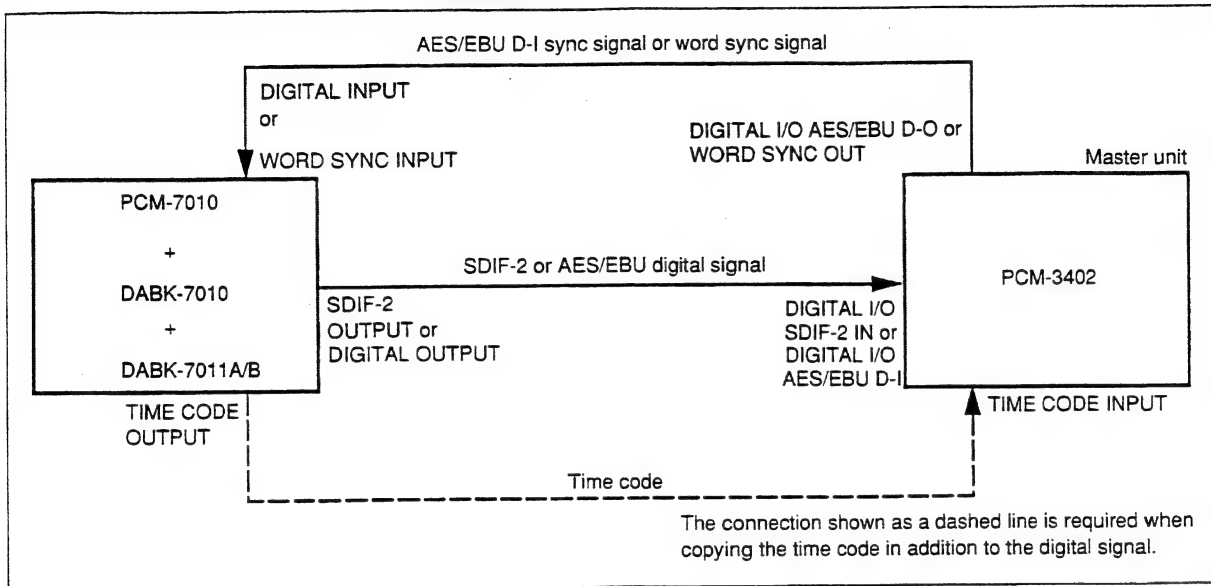 AES/EBU D-I sync signal or word sync signal
DIGITAL INPUT
or
WORD SYNC INPUT
DIGITAL I/O AES/EBU D-O or
WORD SYNC OUT
Master unit
PCM-7010
+
DABK-7010
+
DABK-7011A/B
SDIF-2 or AES/EBU digital signal
SDIF-2
OUTPUT or
DIGITAL OUTPUT
DIGITAL I/O
SDIF-2 IN or
DIGITAL I/O
AES/EBU D-I
PCM-3402
TIME CODE
OUTPUT
TIME CODE INPUT
Time code
The connection shown as a dashed line is required when
copying the time code in addition to the digital signal.